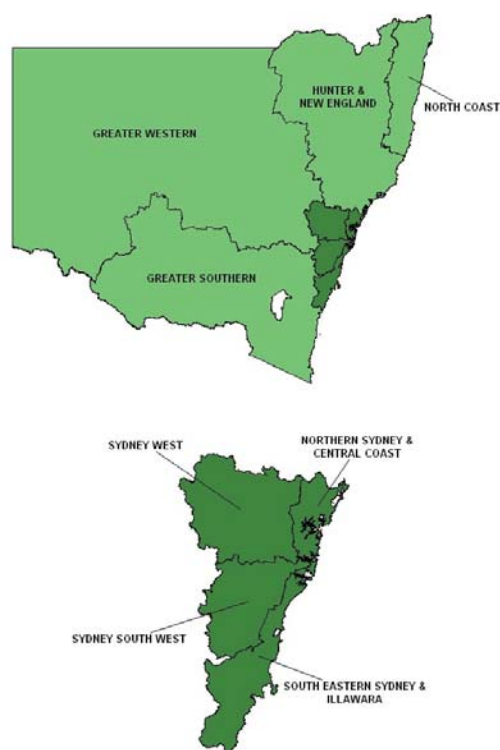 HUNTER &
NEW ENGLAND
NORTH COAST
GREATER WESTERN
GREATER SOUTHERN
SYDNEY WEST
NORTHERN SYDNEY &
CENTRAL COAST
SYDNEY SOUTH WEST
SOUTH EASTERN SYDNEY &
ILLAWARA